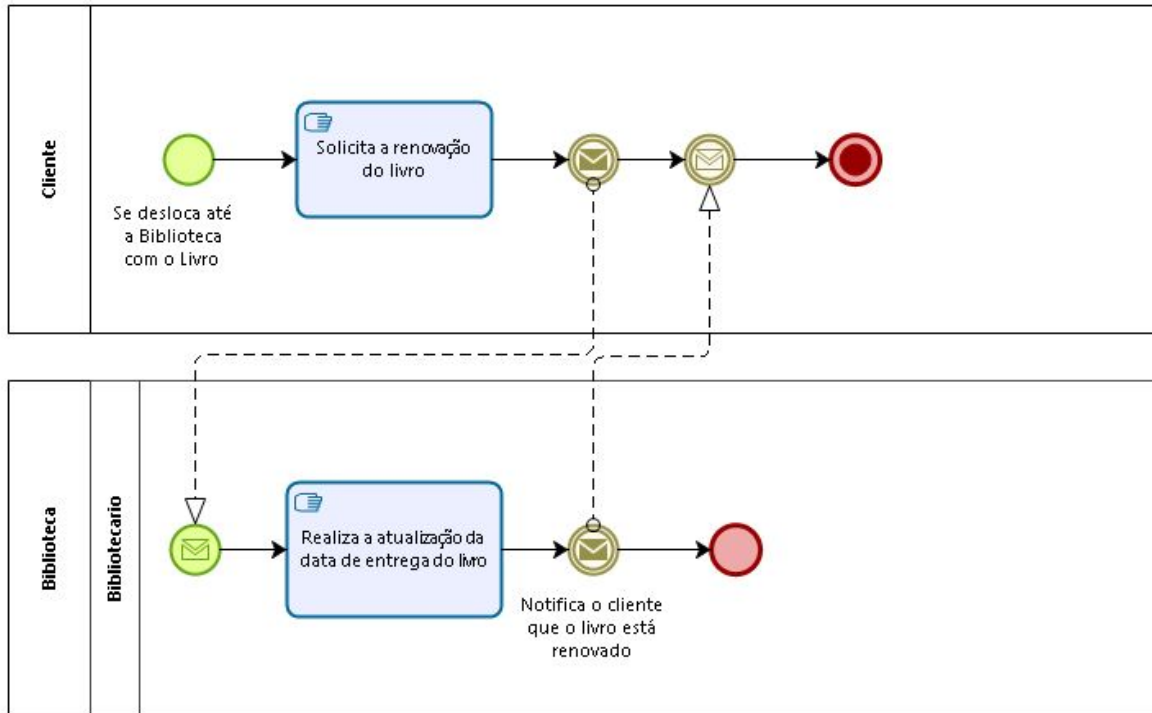 Cliente
Solicita a renovação
do livro
Se desloca até
a Biblioteca
com o Livro
Biblioteca
Bibliotecario
Realiza a atualização da
data de entrega do livro
Notifica o cliente
que o livro está
renovado